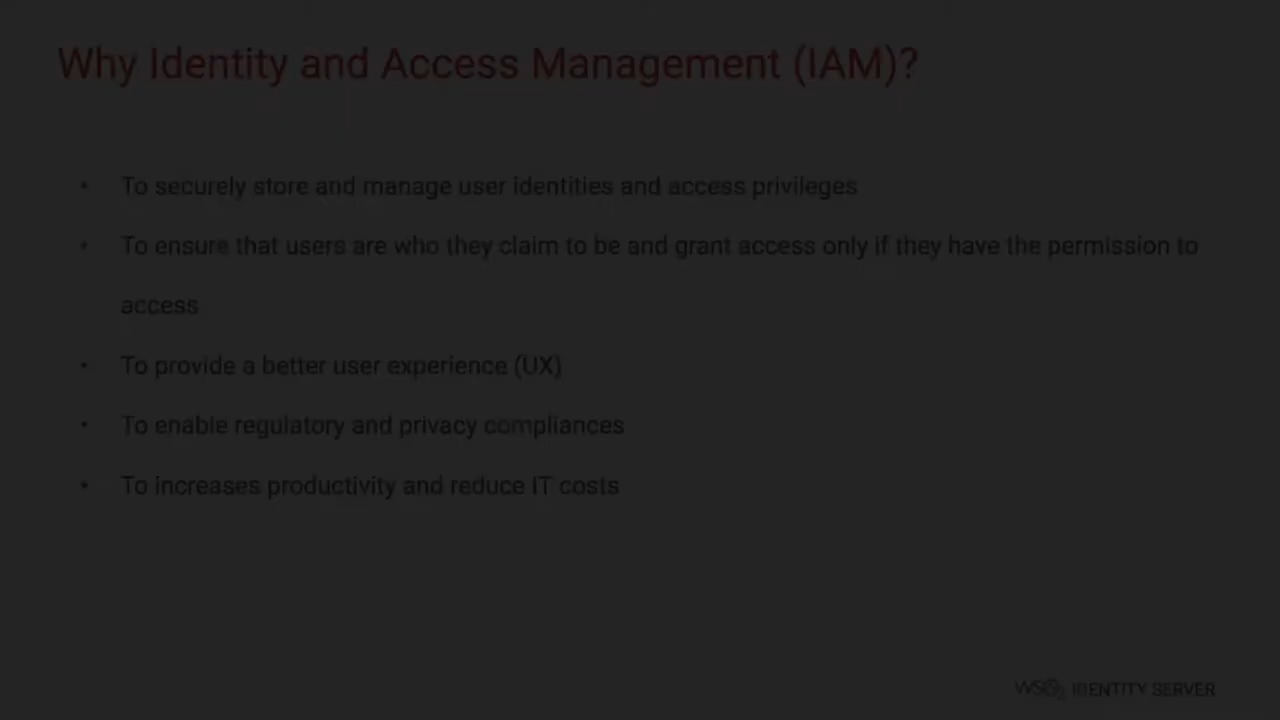 Why Identity and Access Management (IAM)?
• To securely store and manage user identities and access privileges
• To ensure that users are who they claim to be and grant access only if they have the permission to
access
• To provide a better user experience (UX)
• To enable regulatory and privacy compliances
• To increases productivity and reduce IT costs
WSO2 IDENTITY SERVER